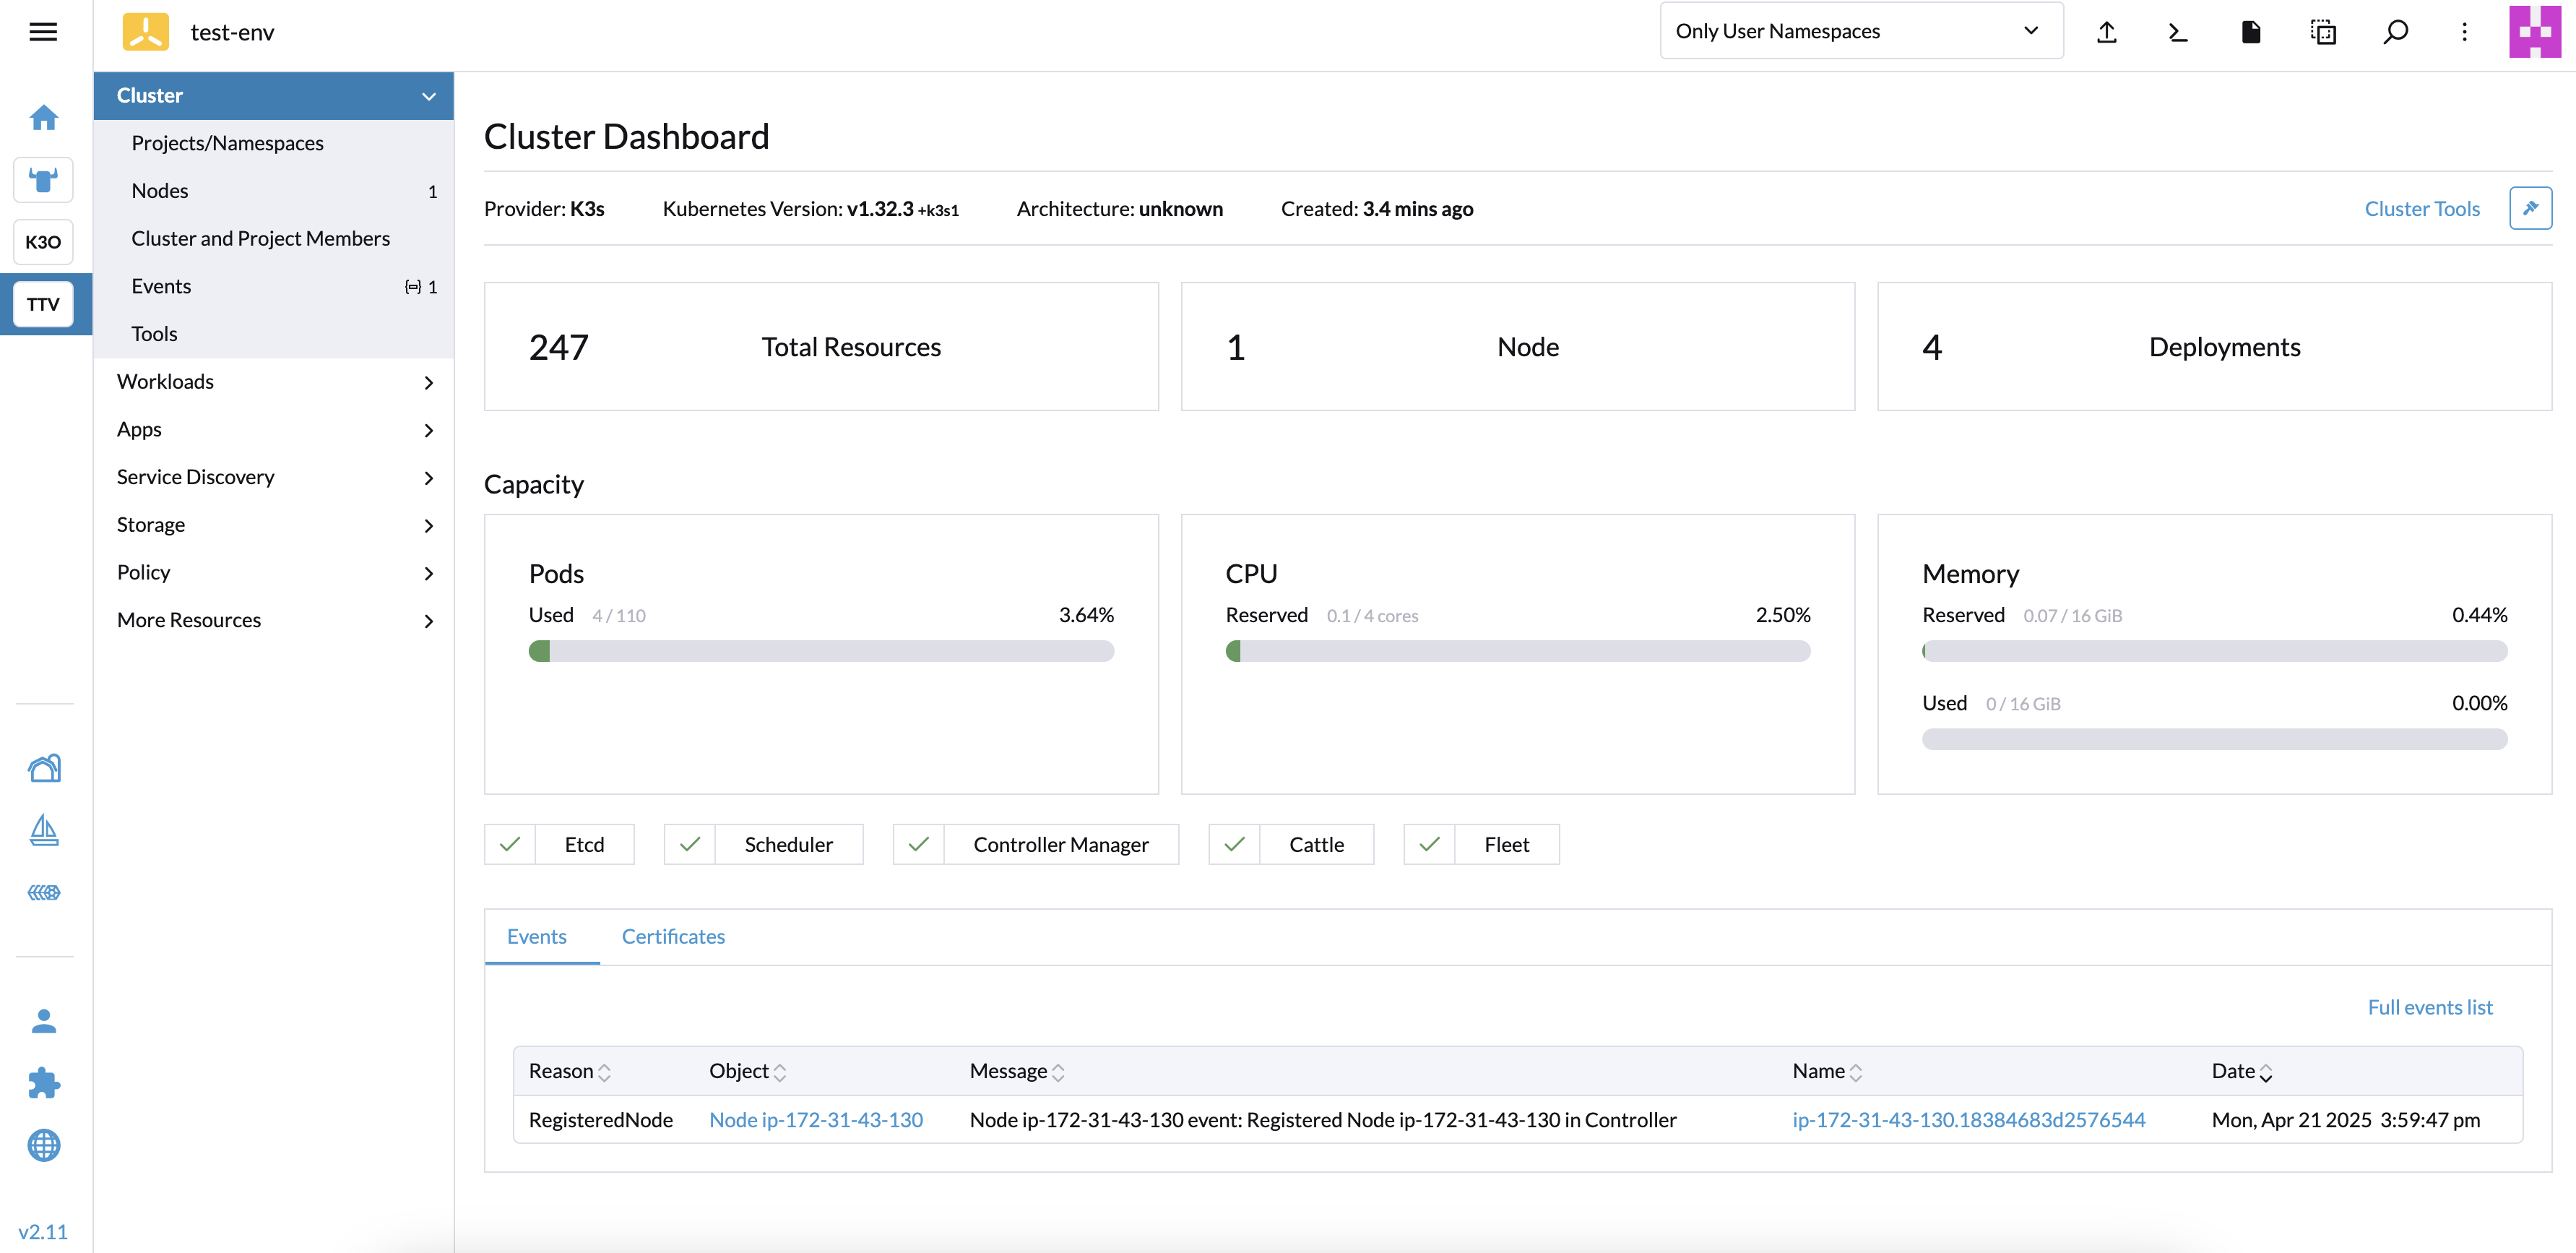 test-env
Only User Namespaces
K3O
TTV
v2.11
Cluster
Projects/Namespaces
Nodes 1
Cluster and Project Members
Events 1
Tools
Workloads
Apps
Service Discovery
Storage
Policy
More Resources
Cluster Dashboard
Provider: K3s Kubernetes Version: v1.32.3 +k3s1 Architecture: unknown Created: 3.4 mins ago Cluster Tools
247 Total Resources 1 Node 4 Deployments
Capacity
Pods
Used 4 / 110 3.64%
CPU
Reserved 0.1 / 4 cores 2.50%
Memory
Reserved 0.07 / 16 GiB 0.44%
Used 0 / 16 GiB 0.00%
Etcd Scheduler Controller Manager Cattle Fleet
Events Certificates
Full events list
Reason Object Message Name Date
RegisteredNode Node ip-172-31-43-130 Node ip-172-31-43-130 event: Registered Node ip-172-31-43-130 in Controller ip-172-31-43-130.18384683d2576544 Mon, Apr 21 2025 3:59:47 pm